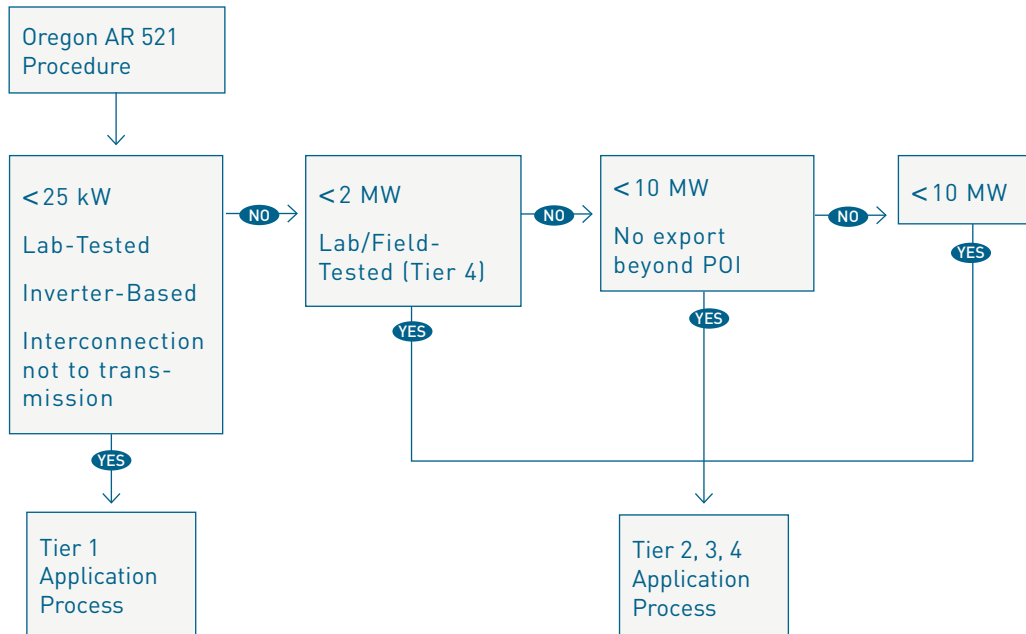 Oregon AR 521
Procedure
<25 kW
Lab-Tested
Inverter-Based
Interconnection
not to trans-
mission
NO
<2 MW
Lab/Field-
Tested (Tier 4)
NO
<10 MW
No export
beyond POI
NO
<10 MW
YES
YES
YES
YES
Tier 1
Application
Process
Tier 2, 3, 4
Application
Process